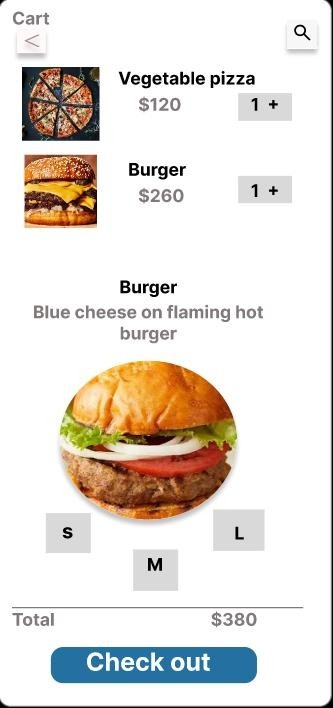 Cart
<
Vegetable pizza
$120
1 +
Burger
$260
1 +
Burger
Blue cheese on flaming hot
burger
s
L
M
Total $380
Check out